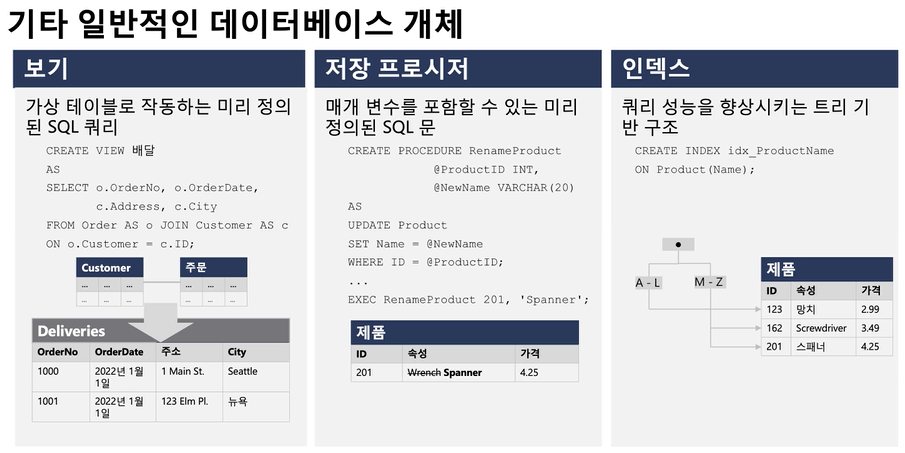 기타 일반적인 데이터베이스 개체
보기
가상 테이블로 작동하는 미리 정의
된 SQL 쿼리
CREATE VIEW 배달
AS
SELECT o.OrderNo, o.OrderDate,
c.Address, c.City
FROM Order AS o JOIN Customer AS c
ON o.Customer = c.ID;
Customer
... ... ...
... ... ...
주문
... ... ...
... ... ...
Deliveries
OrderNo OrderDate 주소 City
1000 2022년 1월 1 Main St. Seattle
1일
1001 2022년 1월 123 Elm Pl. 뉴욕
1일
저장 프로시저
매개 변수를 포함할 수 있는 미리
정의된 SQL 문
CREATE PROCEDURE RenameProduct
@ProductID INT,
@NewName VARCHAR(20)
AS
UPDATE Product
SET Name = @NewName
WHERE ID = @ProductID;
...
EXEC RenameProduct 201, 'Spanner';
제품
ID 속성 가격
201 Wrench Spanner 4.25
인덱스
쿼리 성능을 향상시키는 트리 기
반 구조
CREATE INDEX idx_ProductName
ON Product(Name);
A - L M - Z
제품
ID 속성 가격
123 망치 2.99
162 Screwdriver 3.49
201 스패너 4.25